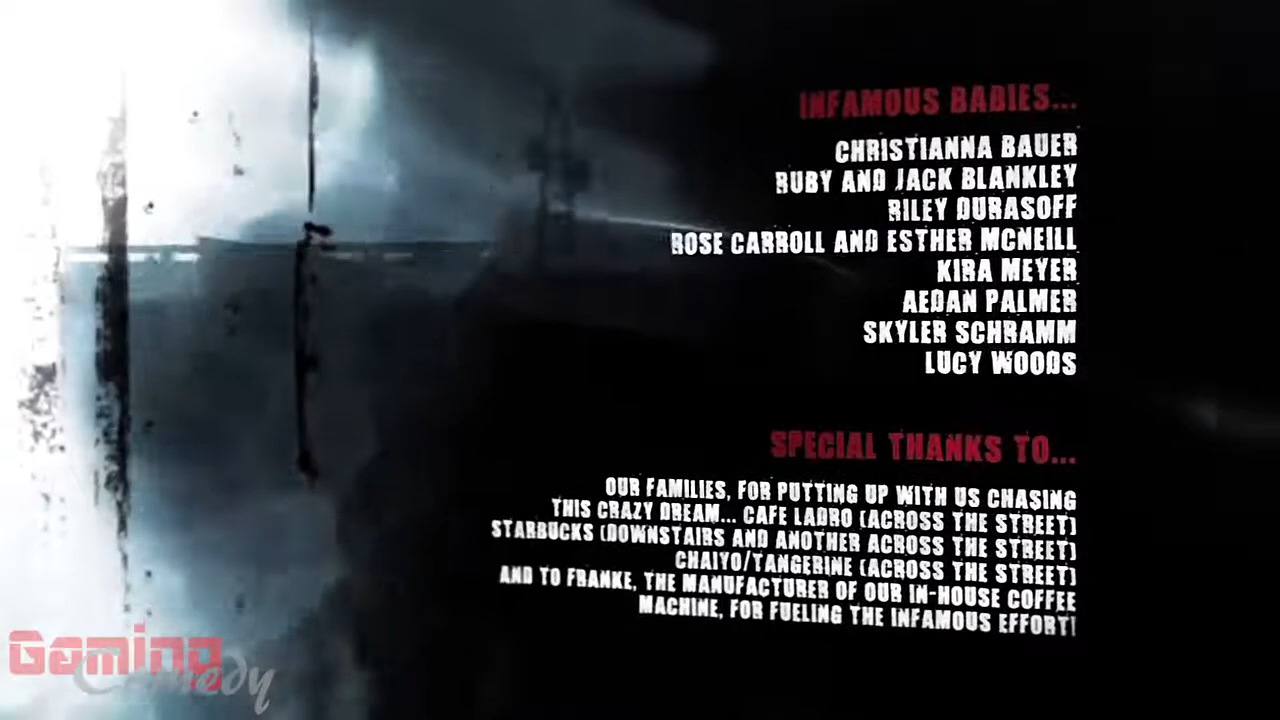 INFAMOUS BABIES...
CHRISTIANNA BAUER
RUBY AND JACK BLANKLEY
RILEY DURASOFF
ROSE CARROLL AND ESTHER MCNEILL
KIRA MEYER
AEDAN PALMER
SKYLER SCHRAMM
LUCY WOODS
SPECIAL THANKS TO...
OUR FAMILIES, FOR PUTTING UP WITH US CHASING
THIS CRAZY DREAM... CAFE LADRO (ACROSS THE STREET)
STARBUCKS (DOWNSTAIRS AND ANOTHER ACROSS THE STREET)
CHAIYO/TANGERINE (ACROSS THE STREET)
AND TO FRANKE, THE MANUFACTURER OF OUR IN-HOUSE COFFEE
MACHINE, FOR FUELING THE INFAMOUS EFFORT!
Gaming
Comedy